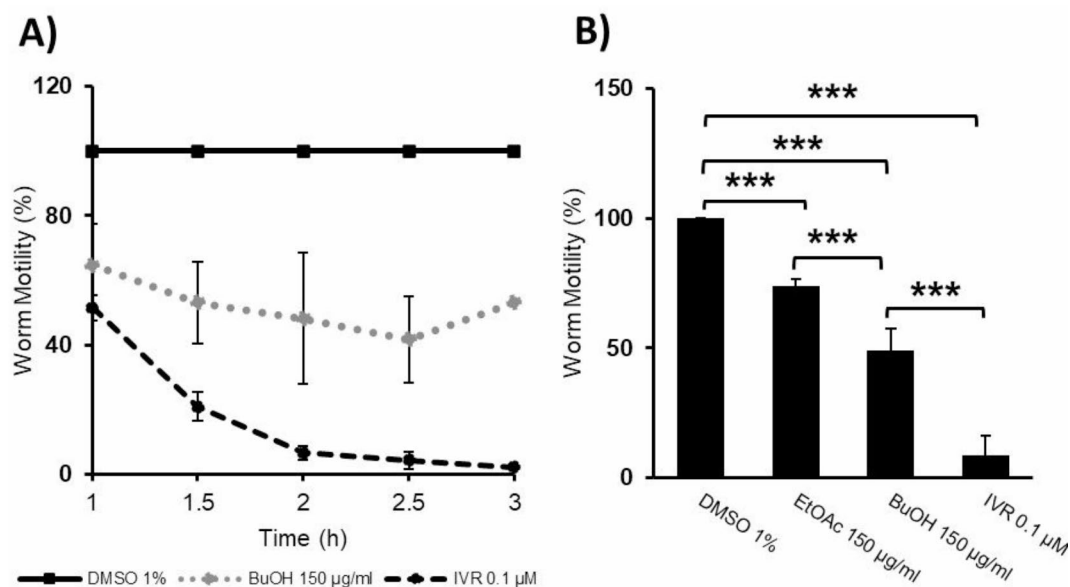 A)
120
80
40
0
Worm Motility (%)
1
1.5
2
2.5
3
Time (h)
DMSO 1%
BuOH 150 µg/ml
IVR 0.1 µM
B)
150
100
50
0
Worm Motility (%)
***
***
***
***
***
DMSO 1%
EtOAc 150 µg/ml
BuOH 150 µg/ml
IVR 0.1 µM